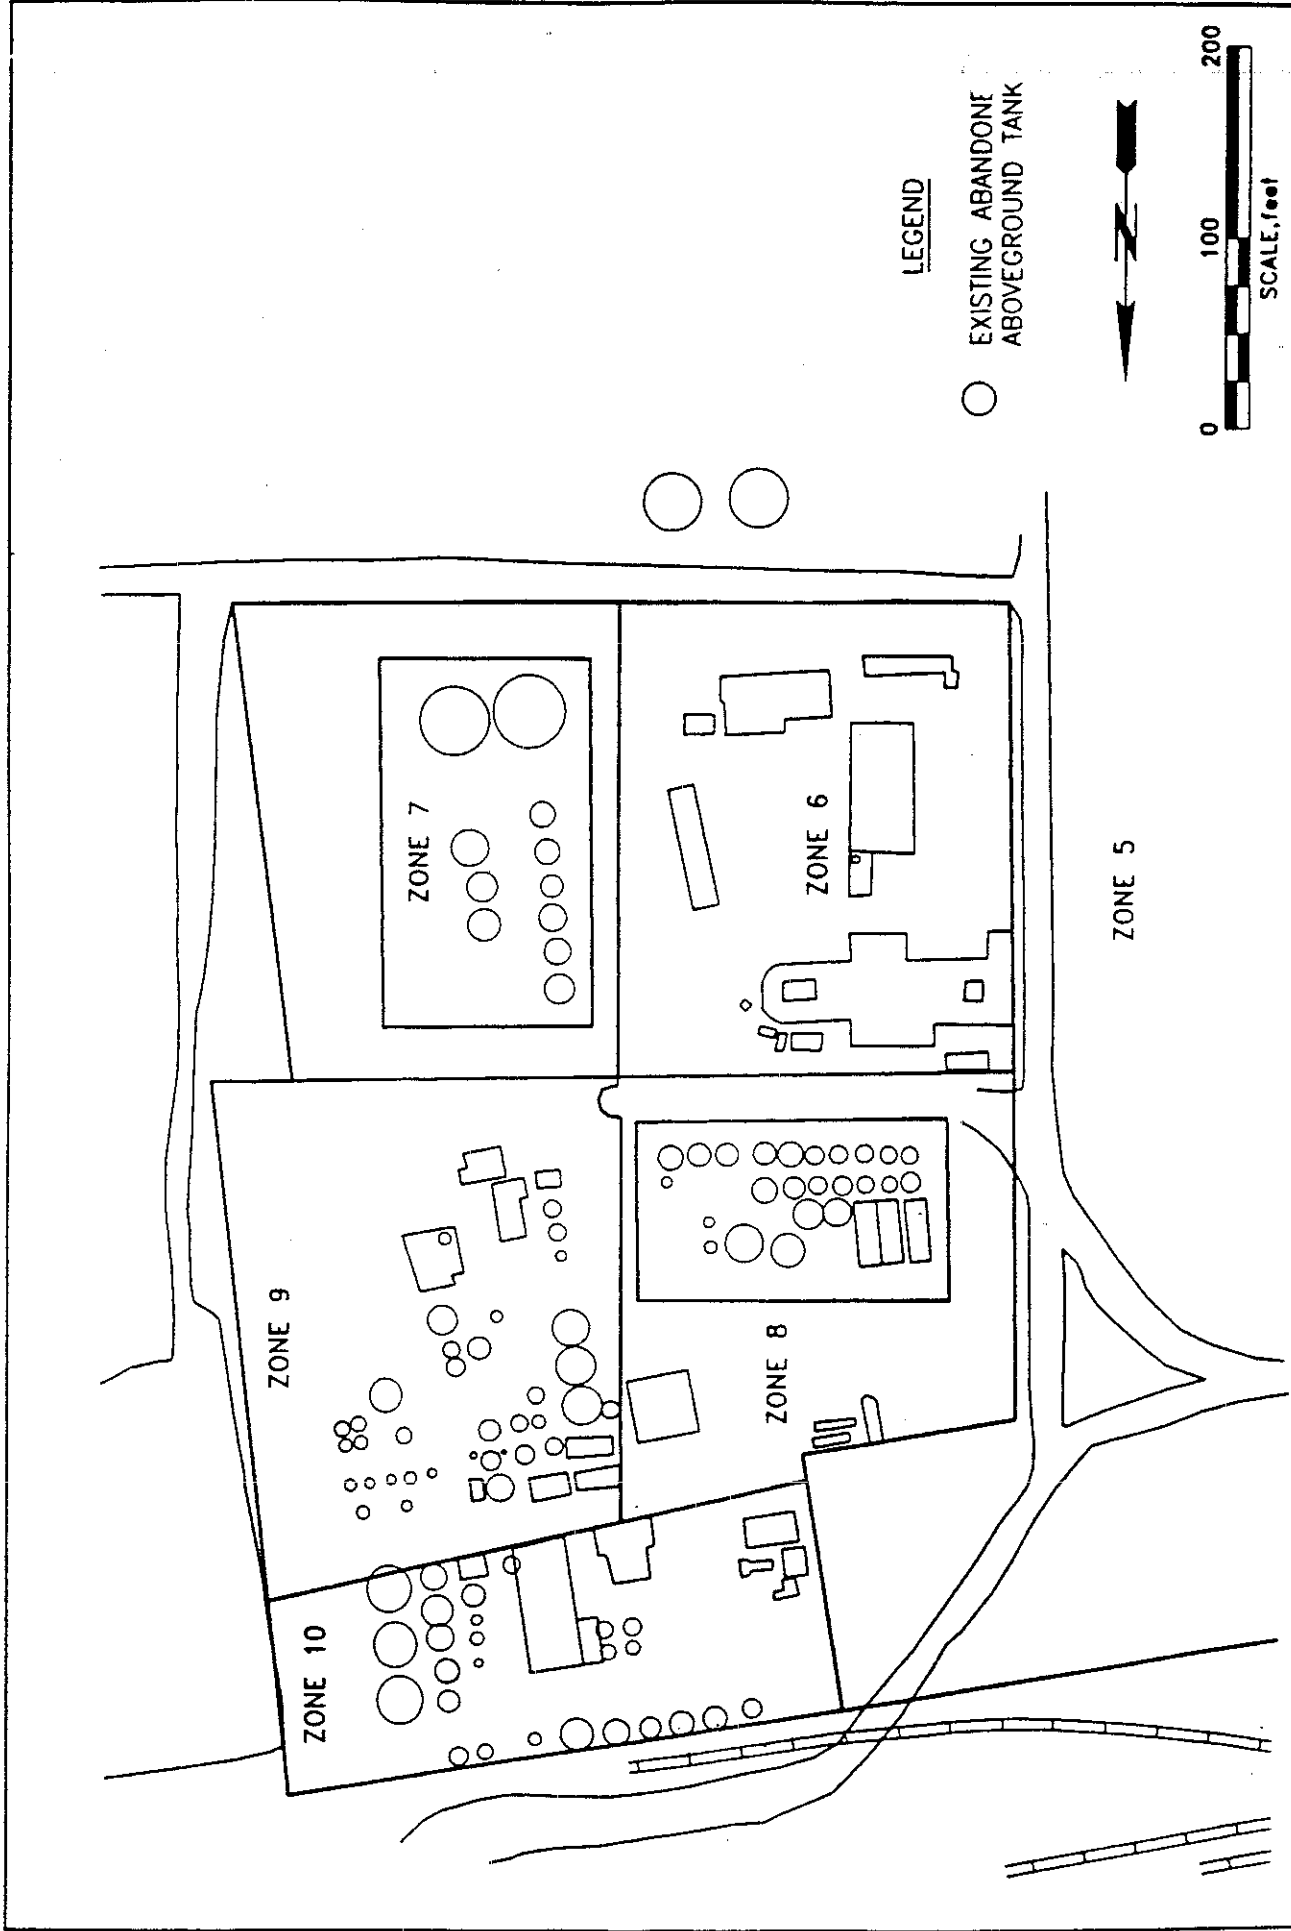 ZONE 10
ZONE 9
ZONE 7
ZONE 8
ZONE 6
ZONE 5
LEGEND
EXISTING ABANDONE
ABOVEGROUND TANK
N
0 100 200
SCALE, feet